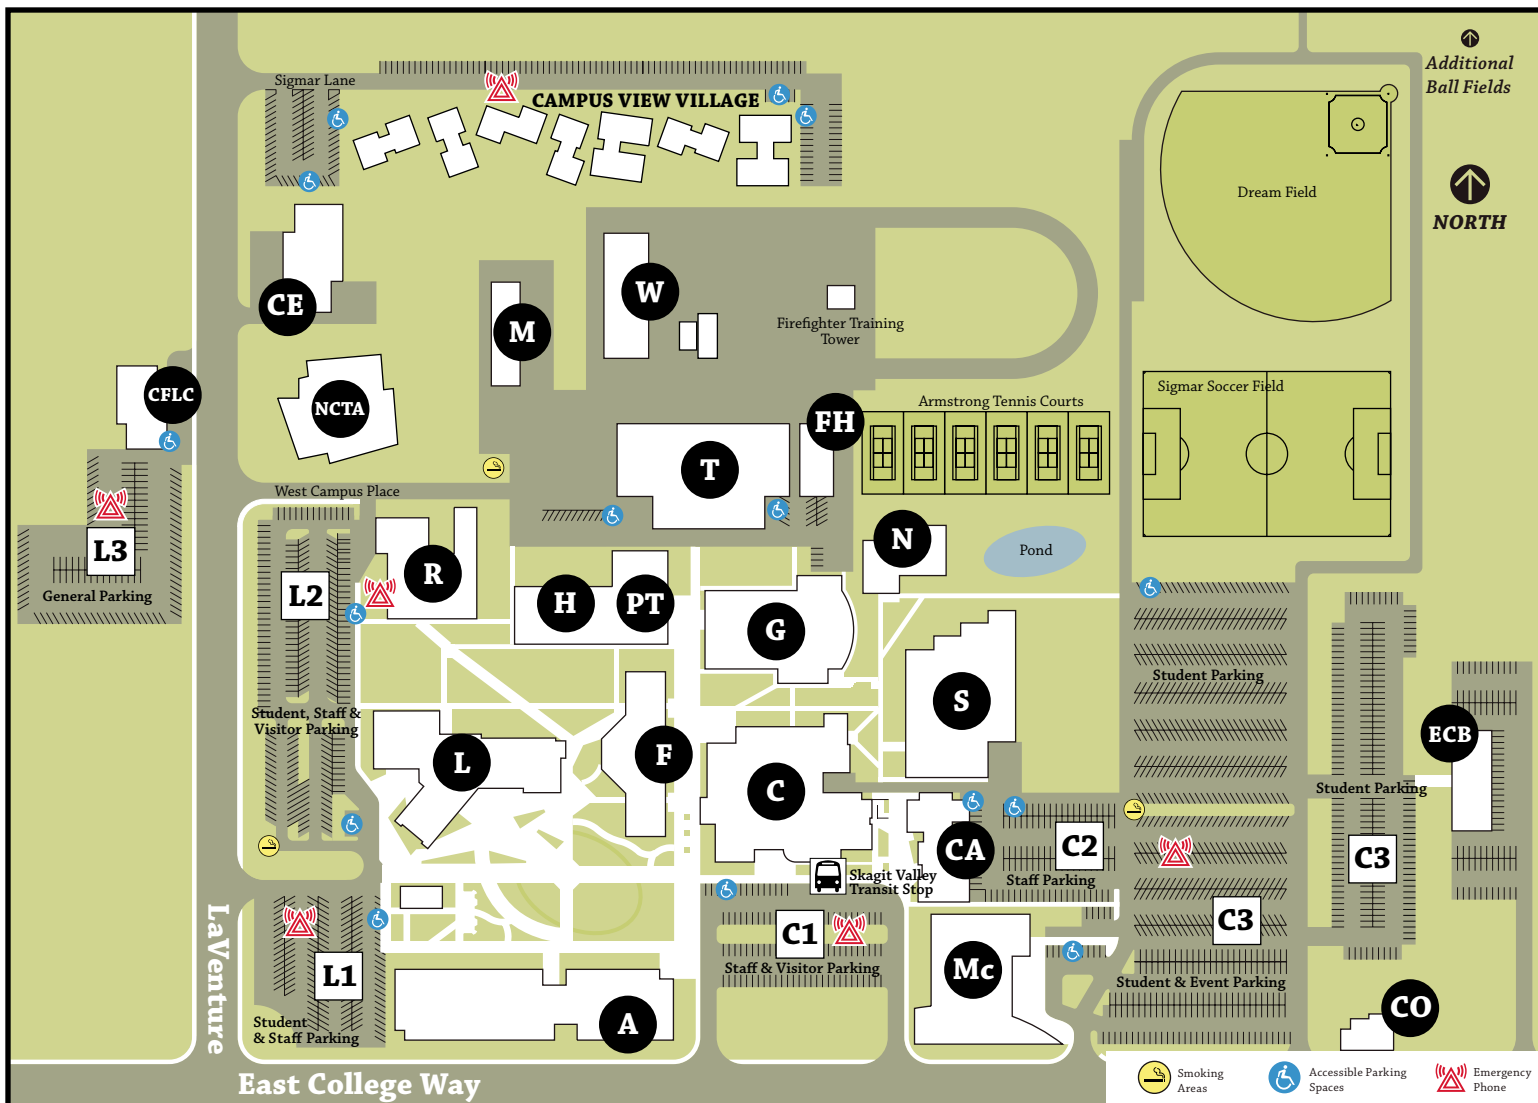 Additional
Ball Fields
Sigmar Lane
CAMPUS VIEW VILLAGE
Dream Field
NORTH
CE
M
W
Firefighter Training
Tower
CFLC
NCTA
FH
Armstrong Tennis Courts
Sigmar Soccer Field
T
West Campus Place
L3
General Parking
L2
R
H
PT
N
Pond
G
S
Student Parking
Student, Staff &
Visitor Parking
L
F
C
ECB
Student Parking
CA
C2
Staff Parking
C3
Skagit Valley
Transit Stop
C1
Staff & Visitor Parking
C3
Student & Event Parking
L1
Student
& Staff Parking
A
Mc
CO
LaVenture
East College Way
Smoking
Areas
Accessible Parking
Spaces
Emergency
Phone